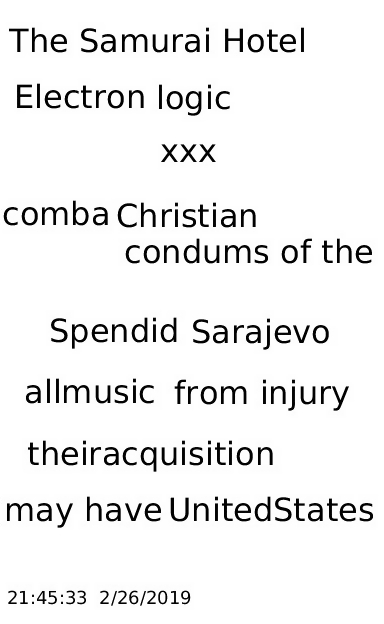 The Samurai Hotel
Electron logic
xxx
comba Christian
condums of the
Spendid Sarajevo
allmusic from injury
theiracquisition
may have UnitedStates
21:45:33 2/26/2019